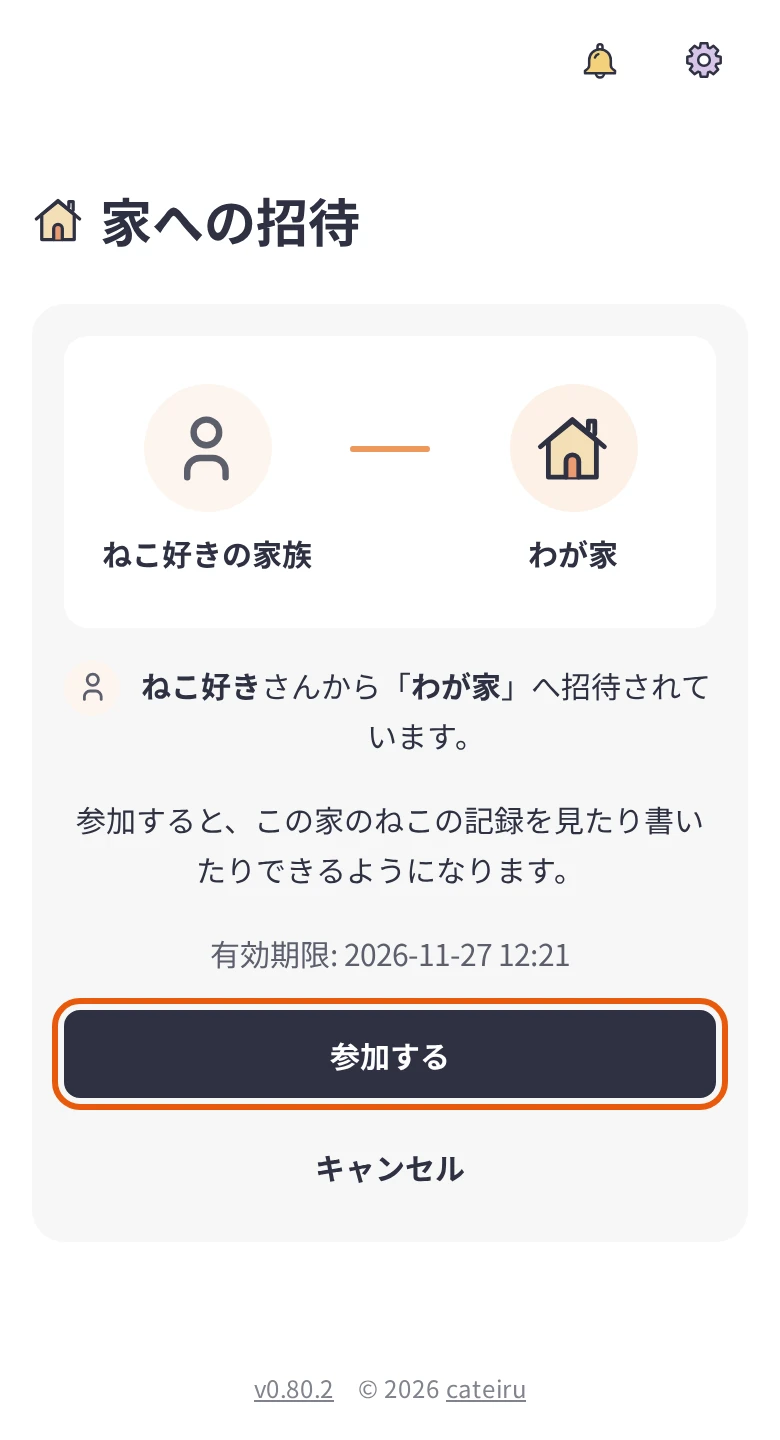 家への招待
ねこ好きの家族
わが家
ねこ好きさんから「わが家」へ招待されて
います。
参加すると、この家のねこの記録を見たり書い
たりできるようになります。
有効期限: 2026-11-27 12:21
参加する
キャンセル
v0.80.2 © 2026 cateiru